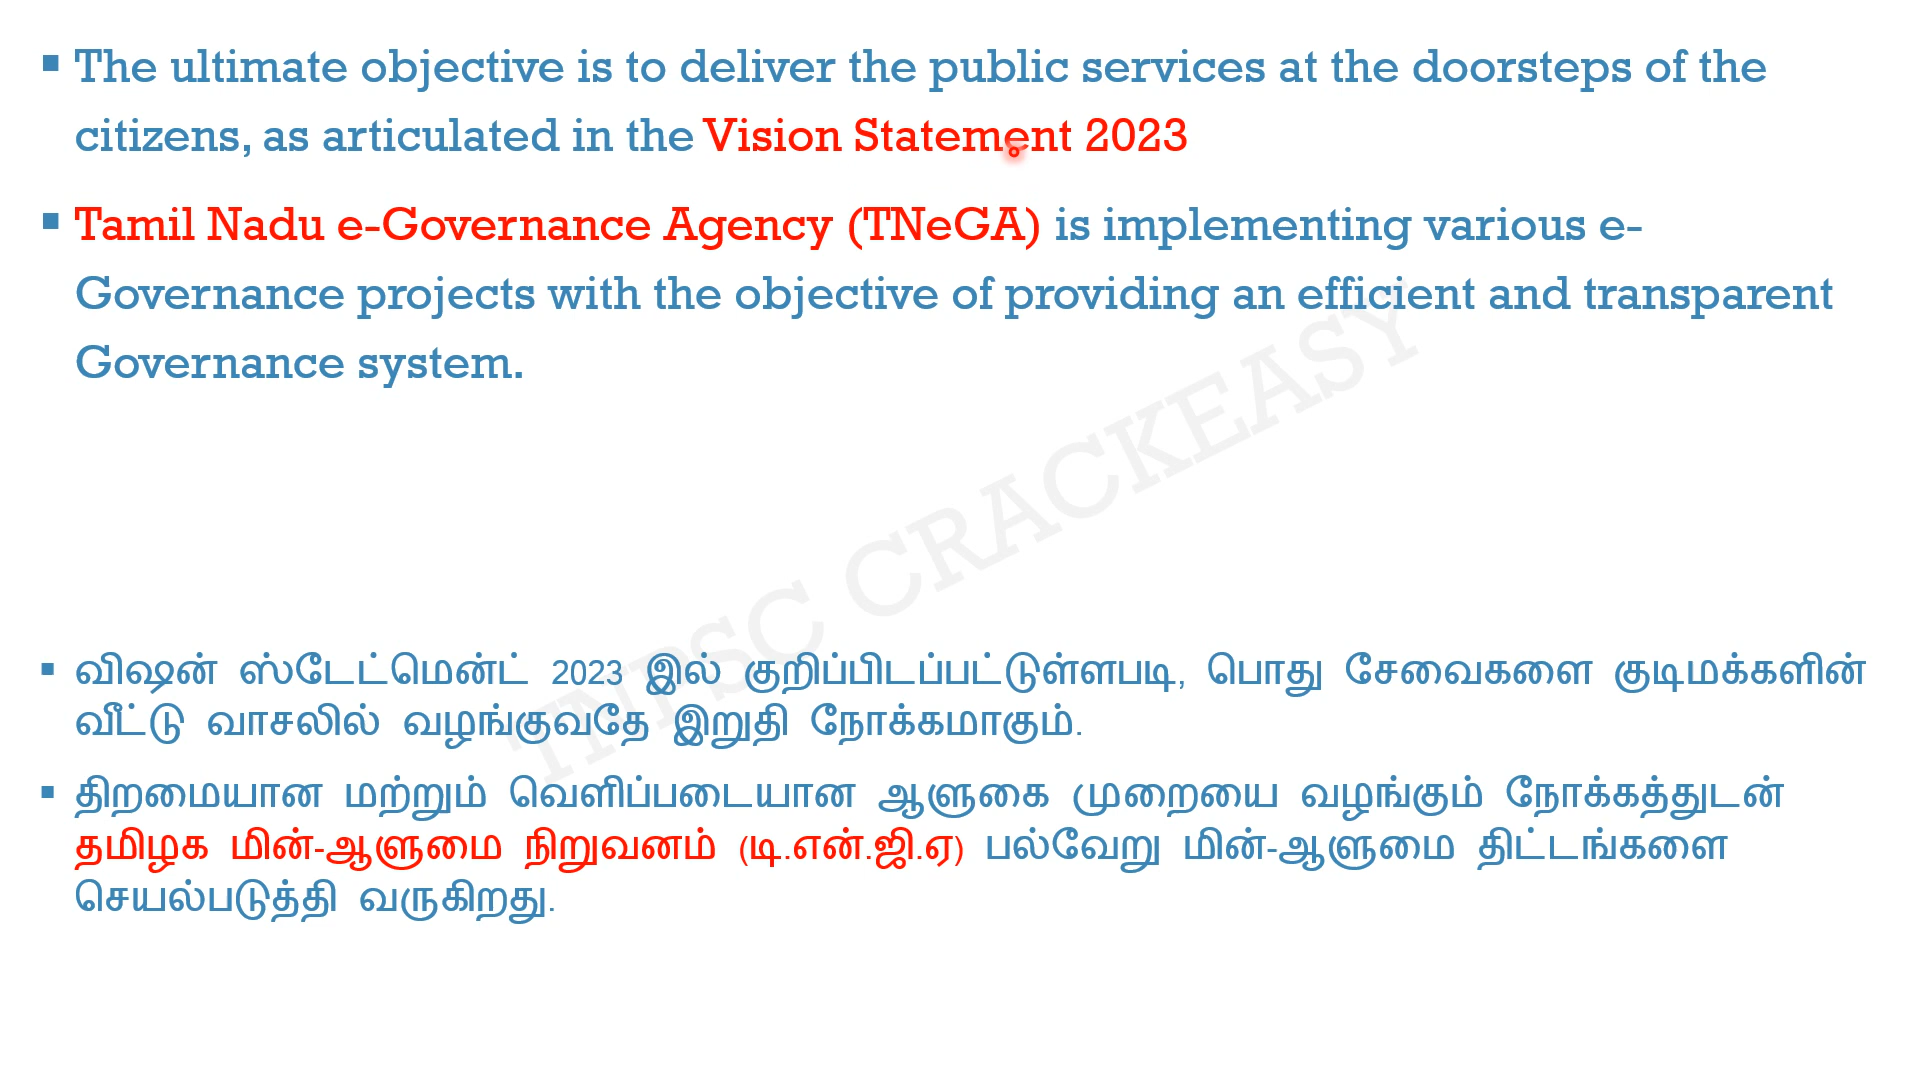 ▪ The ultimate objective is to deliver the public services at the doorsteps of the
citizens, as articulated in the Vision Statement 2023
▪ Tamil Nadu e-Governance Agency (TNeGA) is implementing various e-
Governance projects with the objective of providing an efficient and transparent
Governance system.
TNPSC CRACKEASY
▪ விஷன் ஸ்டேட்மென்ட் 2023 இல் குறிப்பிடப்பட்டுள்ளபடி, பொது சேவைகளை குடிமக்களின்
வீட்டு வாசலில் வழங்குவதே இறுதி நோக்கமாகும்.
▪ திறமையான மற்றும் வெளிப்படையான ஆளுகை முறையை வழங்கும் நோக்கத்துடன்
தமிழக மின்-ஆளுமை நிறுவனம் (டி.என்.ஜி.ஏ) பல்வேறு மின்-ஆளுமை திட்டங்களை
செயல்படுத்தி வருகிறது.